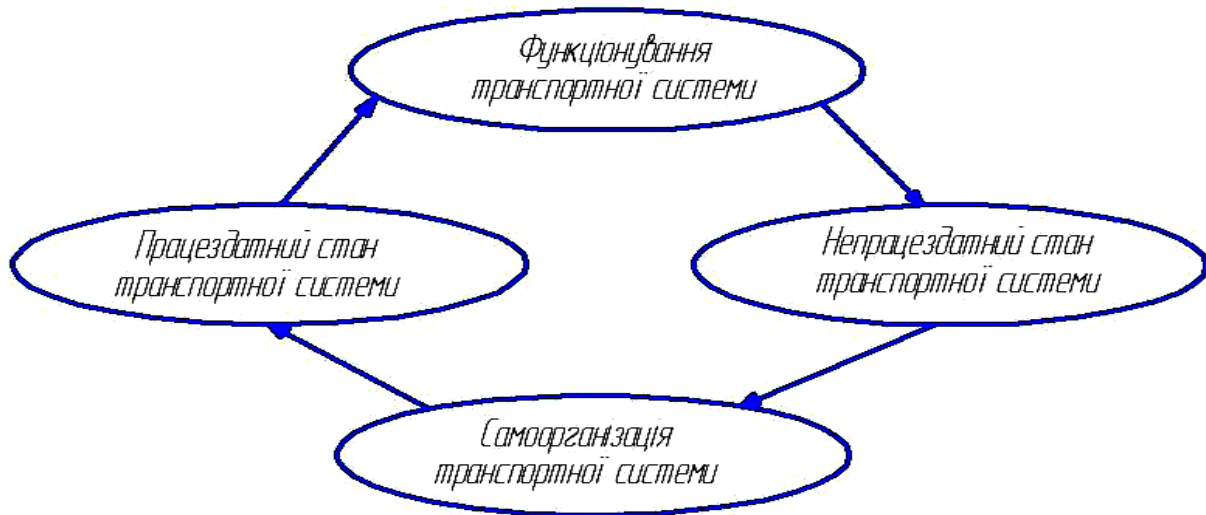 Функціонування
транспортної системи
Працездатний стан
транспортної системи
Непрацездатний стан
транспортної системи
Самоорганізація
транспортної системи